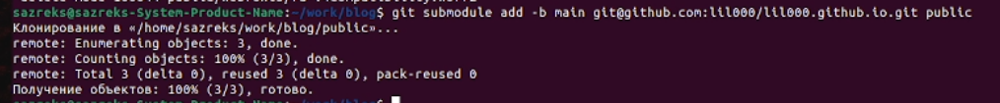 sazreks@sazreks-System-Product-Name:~/work/blog$ git submodule add -b main git@github.com:lil000/lil000.github.io.git public
Клонирование в «/home/sazreks/work/blog/public»...
remote: Enumerating objects: 3, done.
remote: Counting objects: 100% (3/3), done.
remote: Total 3 (delta 0), reused 3 (delta 0), pack-reused 0
Получение объектов: 100% (3/3), готово.
sazreks@sazreks-System-Product-Name:~/work/blog$